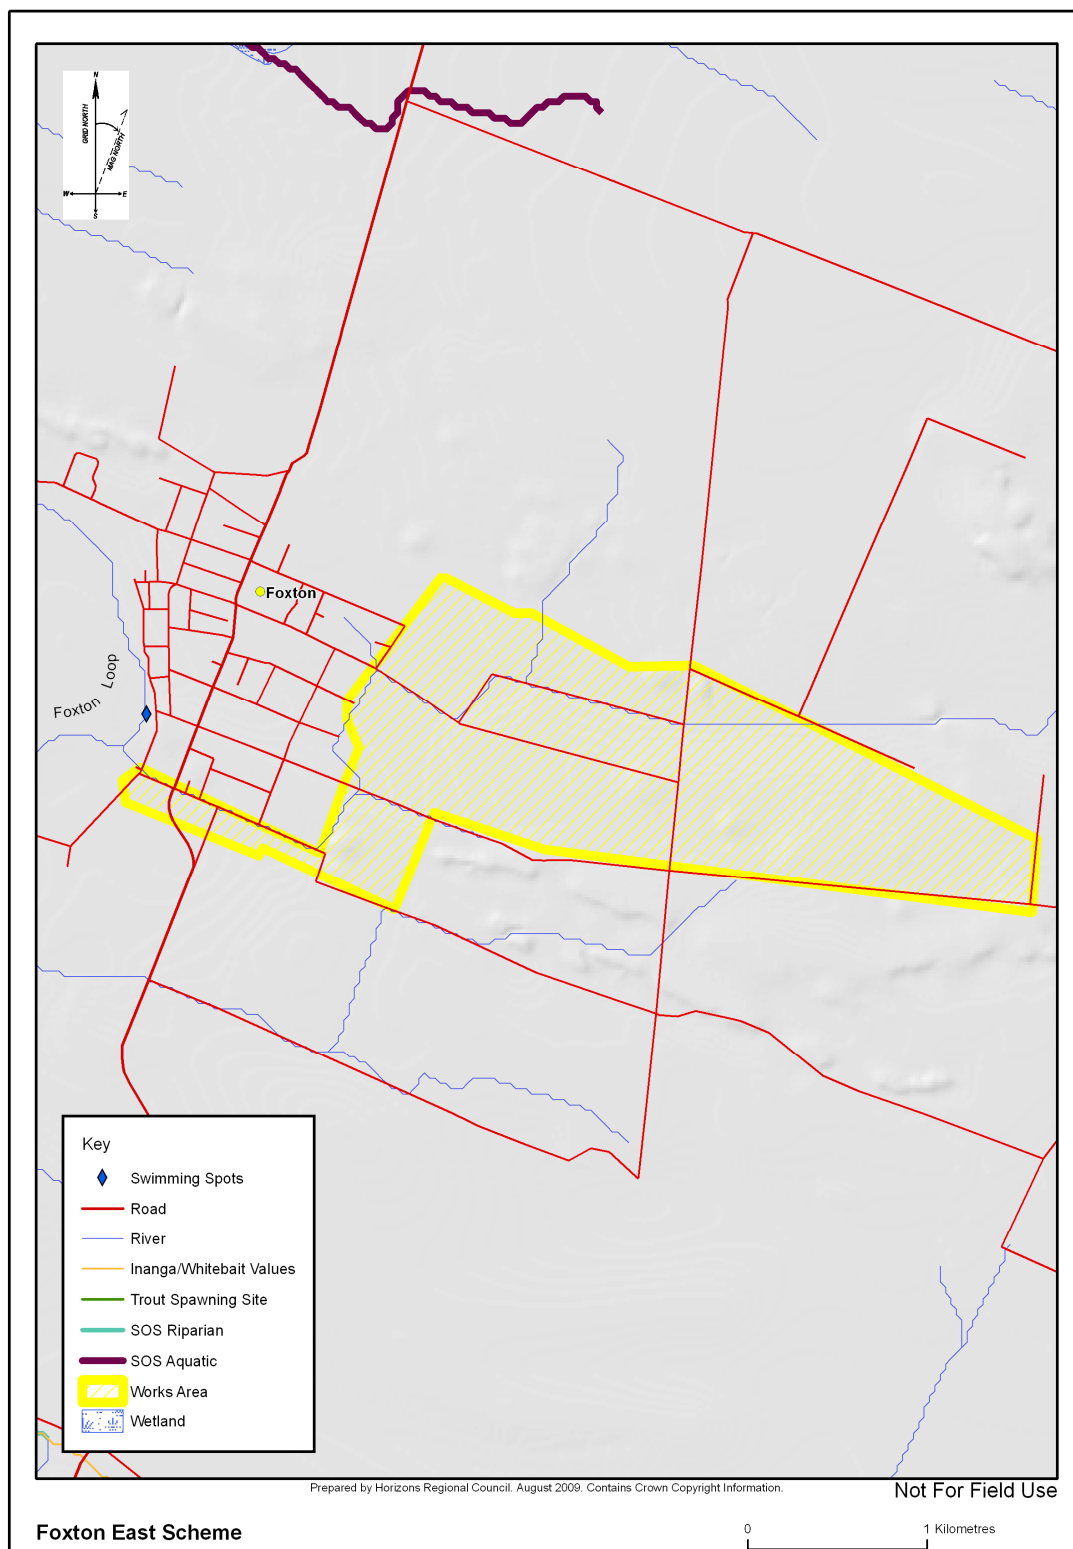 N
GRID NORTH
MAG NORTH
W
E
S
Foxton
Foxton Loop
Key
Swimming Spots
Road
River
Inanga/Whitebait Values
Trout Spawning Site
SOS Riparian
SOS Aquatic
Works Area
Wetland
Prepared by Horizons Regional Council. August 2009. Contains Crown Copyright Information.
Not For Field Use
Foxton East Scheme
0
1 Kilometres